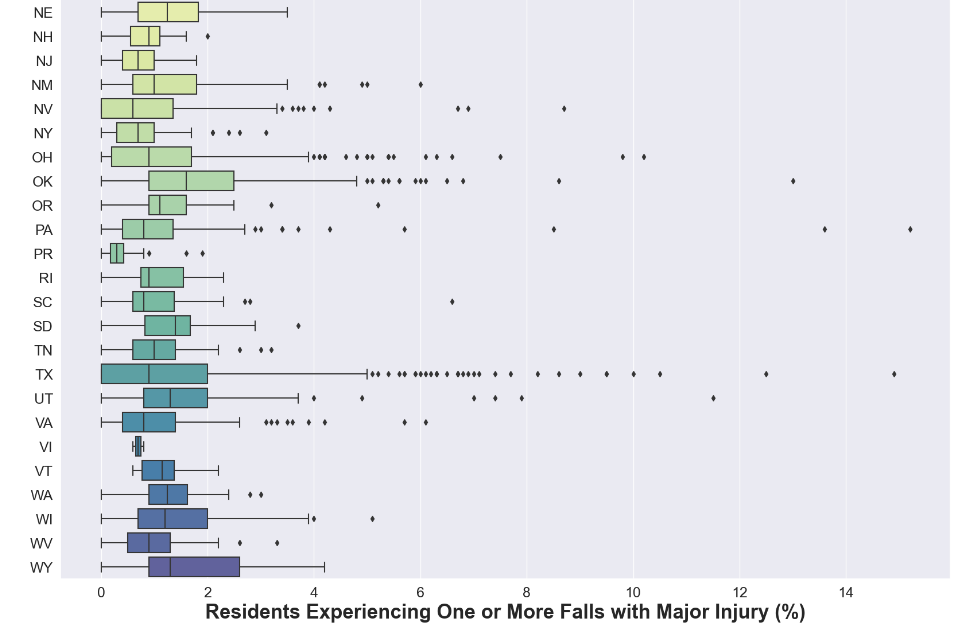 NE
NH
NJ
NM
NV
NY
OH
OK
OR
PA
PR
RI
SC
SD
TN
TX
UT
VA
VI
VT
WA
WI
WV
WY
0 2 4 6 8 10 12 14
Residents Experiencing One or More Falls with Major Injury (%)